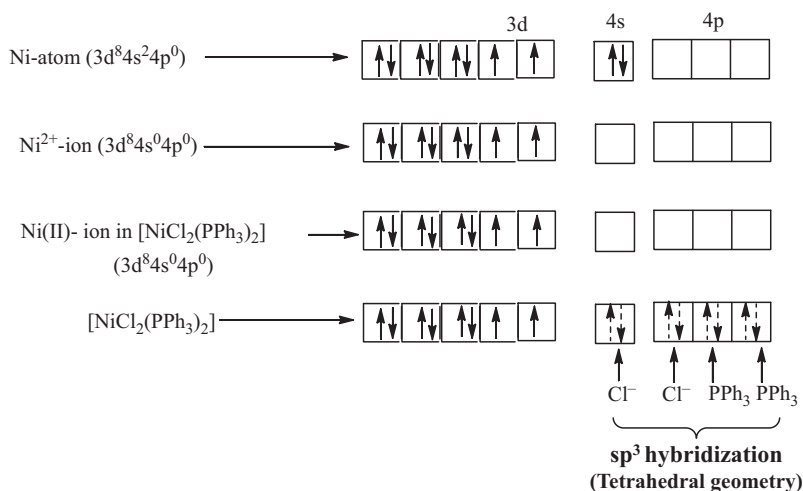 3d 4s 4p
Ni-atom (3d⁸4s²4p⁰)
Ni²⁺-ion (3d⁸4s⁰4p⁰)
Ni(II)- ion in [NiCl₂(PPh₃)₂]
(3d⁸4s⁰4p⁰)
[NiCl₂(PPh₃)₂]
Cl⁻ Cl⁻ PPh₃ PPh₃
sp³ hybridization
(Tetrahedral geometry)